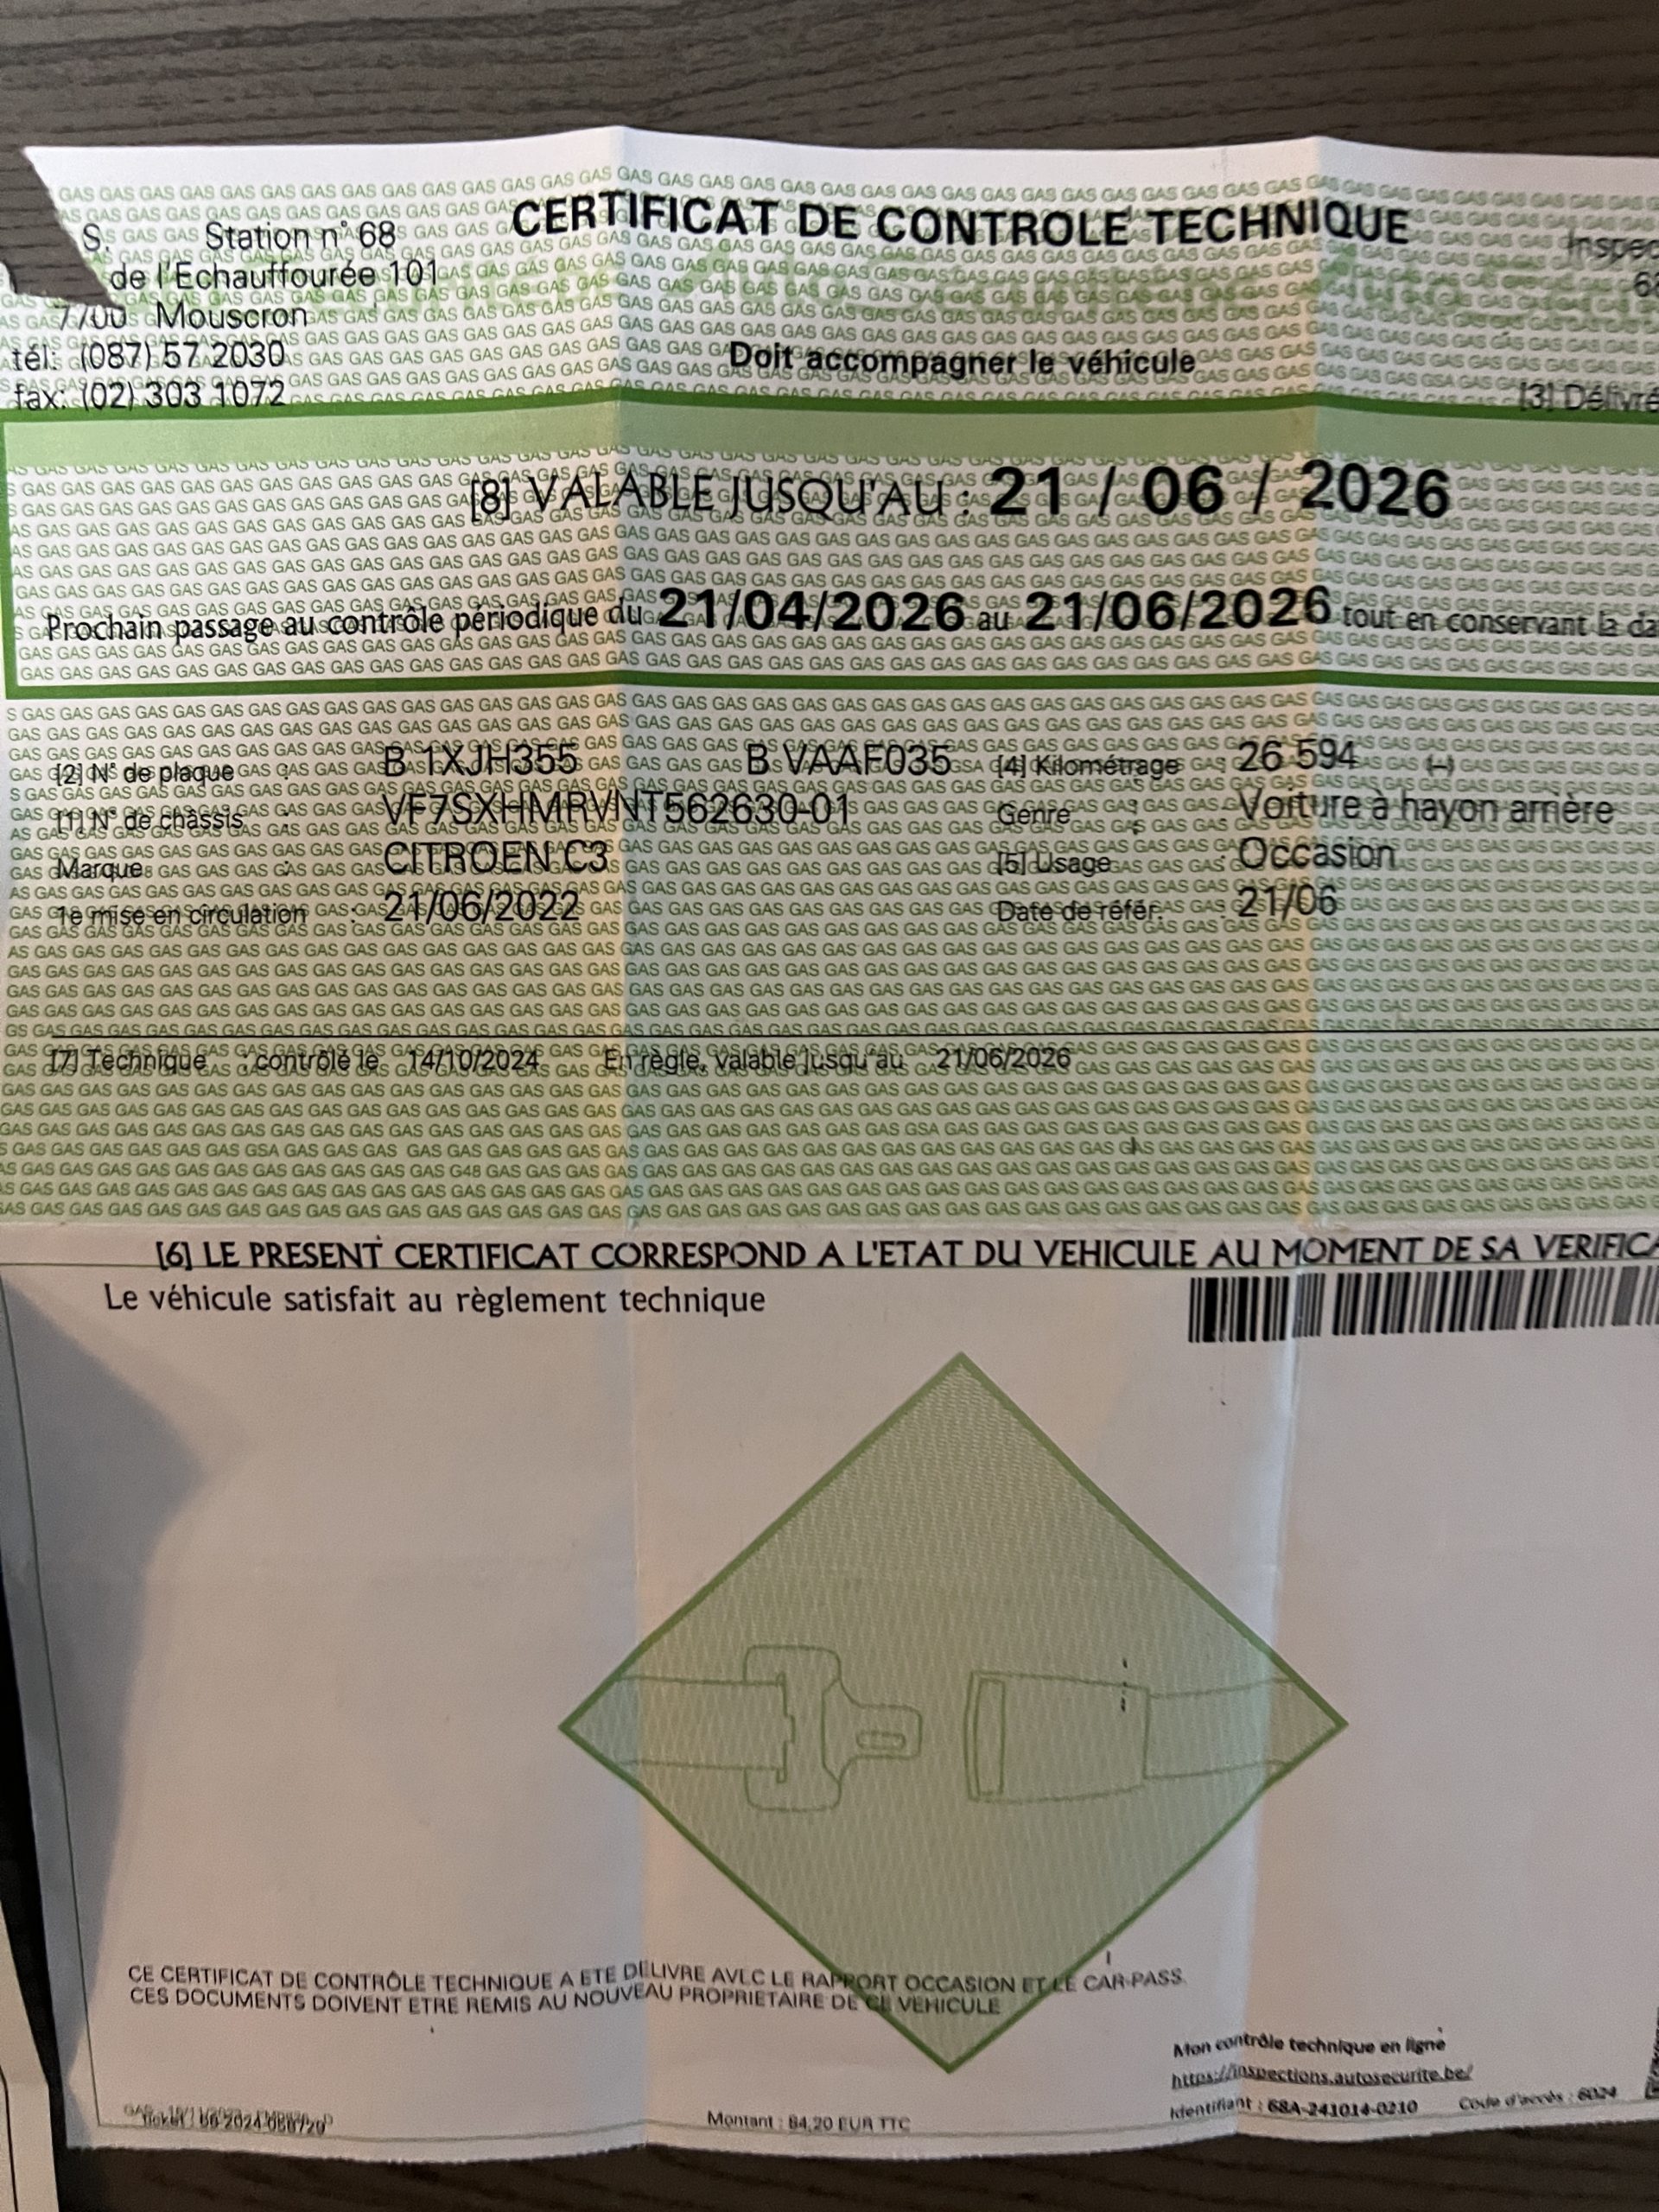 CERTIFICAT DE CONTROLE TECHNIQUE
S. Station n° 68
de l'Echauffourée 101
7700 Mouscron
tél: (087) 57 2030
fax: (02) 303 1072
Inspec
68
Doit accompagner le véhicule
[3] Délivré
[8] VALABLE JUSQU'AU : 21 / 06 / 2026
Prochain passage au contrôle périodique du 21/04/2026 au 21/06/2026 tout en conservant la da
[2] N° de plaque : B 1XJH355 B VAAF035 [4] Kilométrage : 26 594 (--)
[1] N° de châssis : VF7SXHMRVNT562630-01 Genre : Voiture à hayon arrière
Marque : CITROEN C3 [5] Usage : Occasion
1e mise en circulation : 21/06/2022 Date de référ. : 21/06
[7] Technique : contrôlé le 14/10/2024 En règle, valable jusqu'au 21/06/2026
[6] LE PRESENT CERTIFICAT CORRESPOND A L'ETAT DU VEHICULE AU MOMENT DE SA VERIFICA
Le véhicule satisfait au règlement technique
CE CERTIFICAT DE CONTRÔLE TECHNIQUE A ETE DELIVRE AVEC LE RAPPORT OCCASION ET LE CAR-PASS
CES DOCUMENTS DOIVENT ETRE REMIS AU NOUVEAU PROPRIETAIRE DE CE VEHICULE
Mon contrôle technique en ligne
https://inspections.autosecurite.be/
Identifiant : 68A-241014-0210 Code d'accès : 6024
Montant : 84,20 EUR TTC